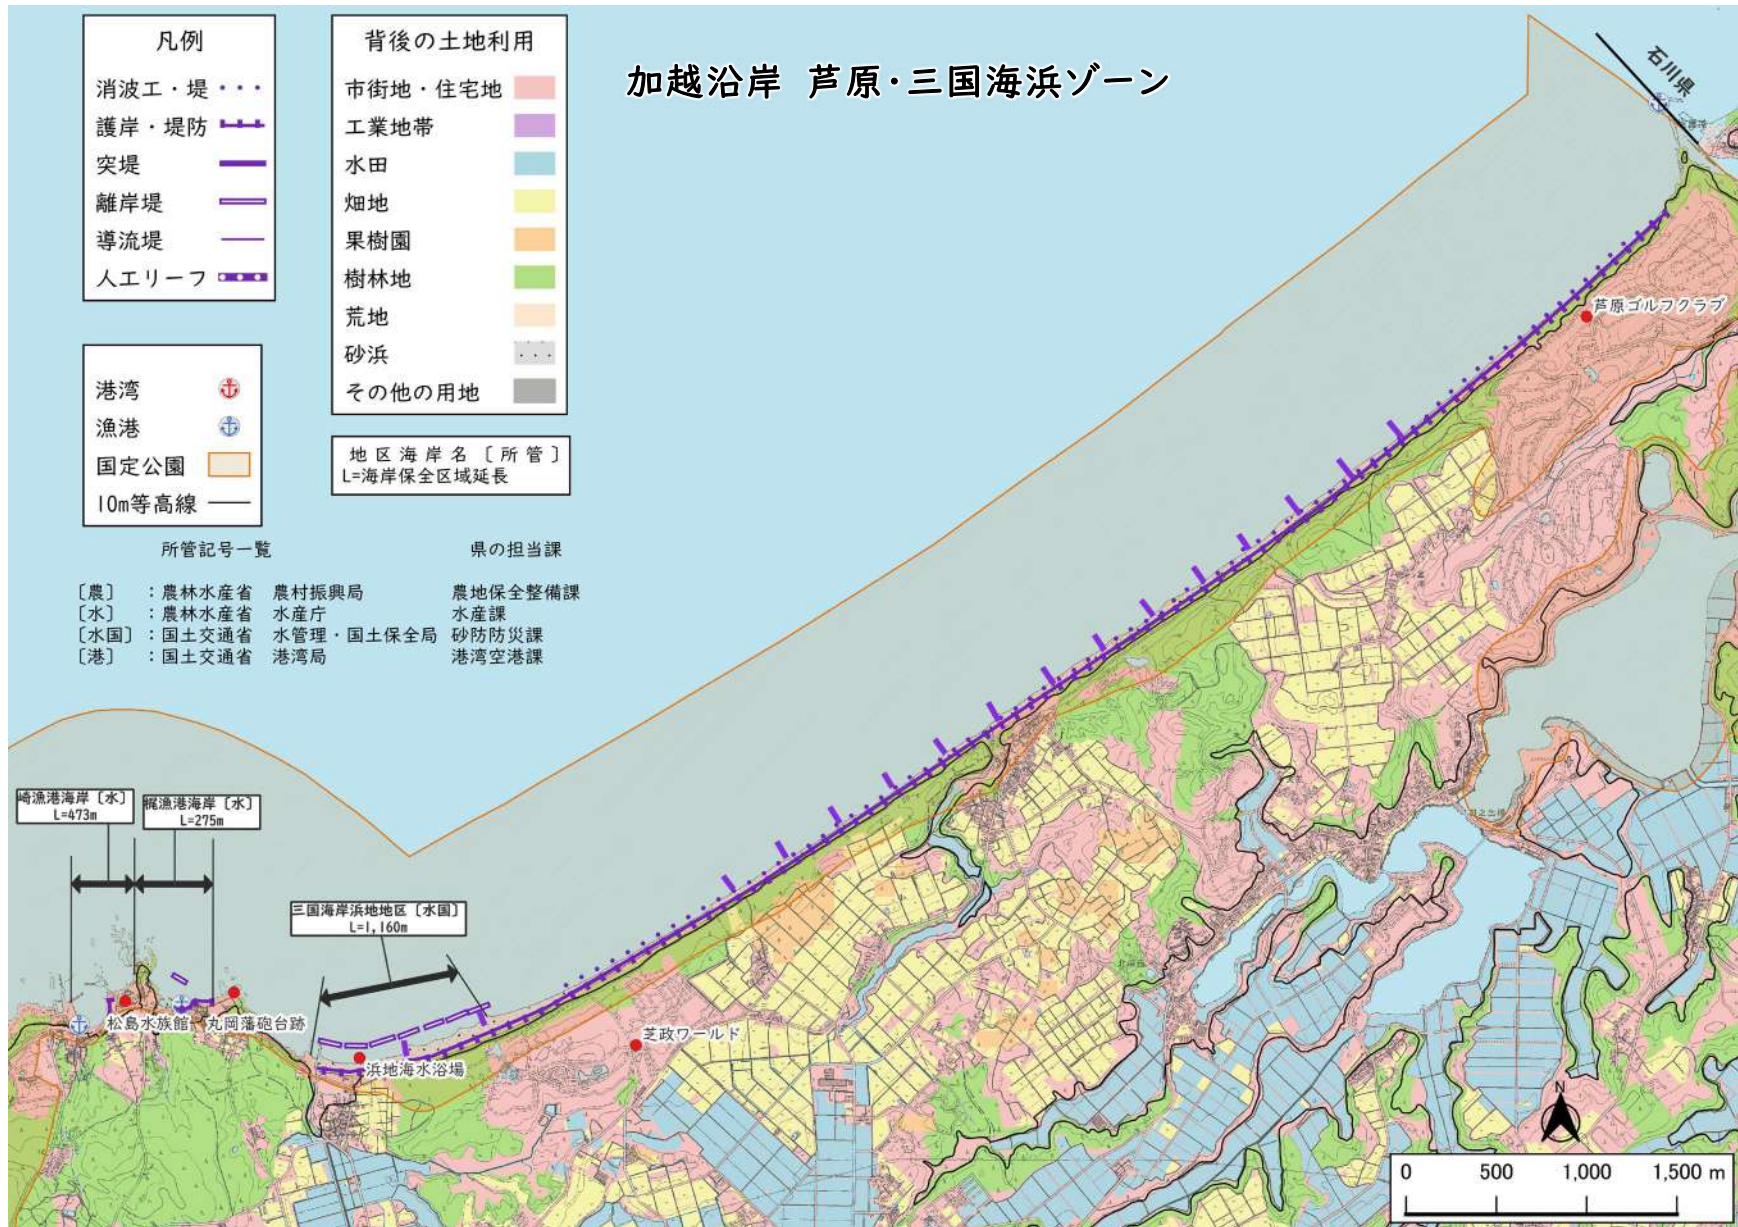 加越沿岸 芦原・三国海浜ゾーン
凡例
消波工・堤
護岸・堤防
突堤
離岸堤
導流堤
人工リーフ
背後の土地利用
市街地・住宅地
工業地帯
水田
畑地
果樹園
樹林地
荒地
砂浜
その他の用地
港湾
漁港
国定公園
10m等高線
地区海岸名〔所管〕
L=海岸保全区域延長
所管記号一覧 県の担当課
〔農〕 :農林水産省 農村振興局 農地保全整備課
〔水〕 :農林水産省 水産庁 水産課
〔水国〕:国土交通省 水管理・国土保全局 砂防防災課
〔港〕 :国土交通省 港湾局 港湾空港課
石川県
芦原ゴルフクラブ
崎漁港海岸〔水〕
L=473m
梶漁港海岸〔水〕
L=275m
三国海岸浜地地区〔水国〕
L=1,160m
松島水族館
丸岡藩砲台跡
浜地海水浴場
芝政ワールド
N
0 500 1,000 1,500 m